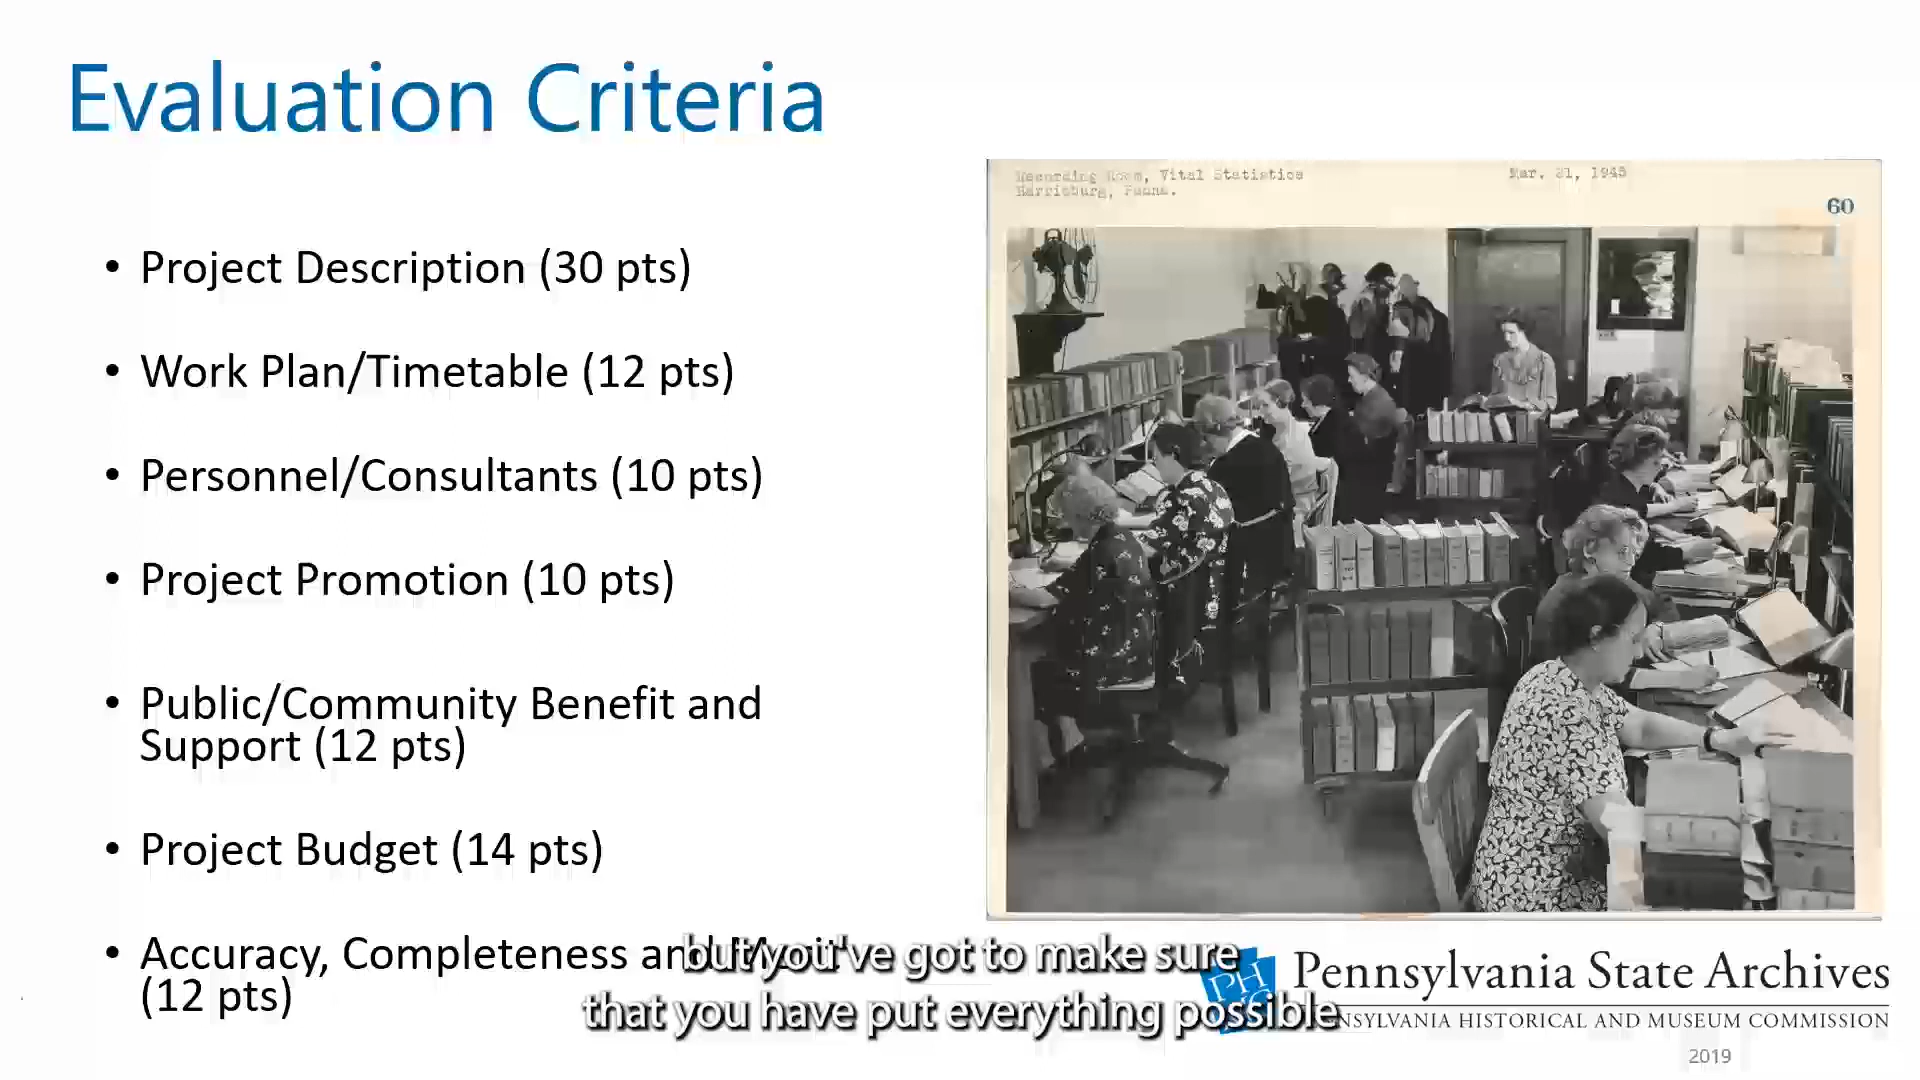 Evaluation Criteria
Recording Room, Vital Statistics
Harrisburg, Penna.
Mar. 31, 1945
60
• Project Description (30 pts)
• Work Plan/Timetable (12 pts)
• Personnel/Consultants (10 pts)
• Project Promotion (10 pts)
• Public/Community Benefit and
Support (12 pts)
• Project Budget (14 pts)
• Accuracy, Completeness and Merit
(12 pts)
but you've got to make sure
that you have put everything possible
Pennsylvania State Archives
PENNSYLVANIA HISTORICAL AND MUSEUM COMMISSION
2019